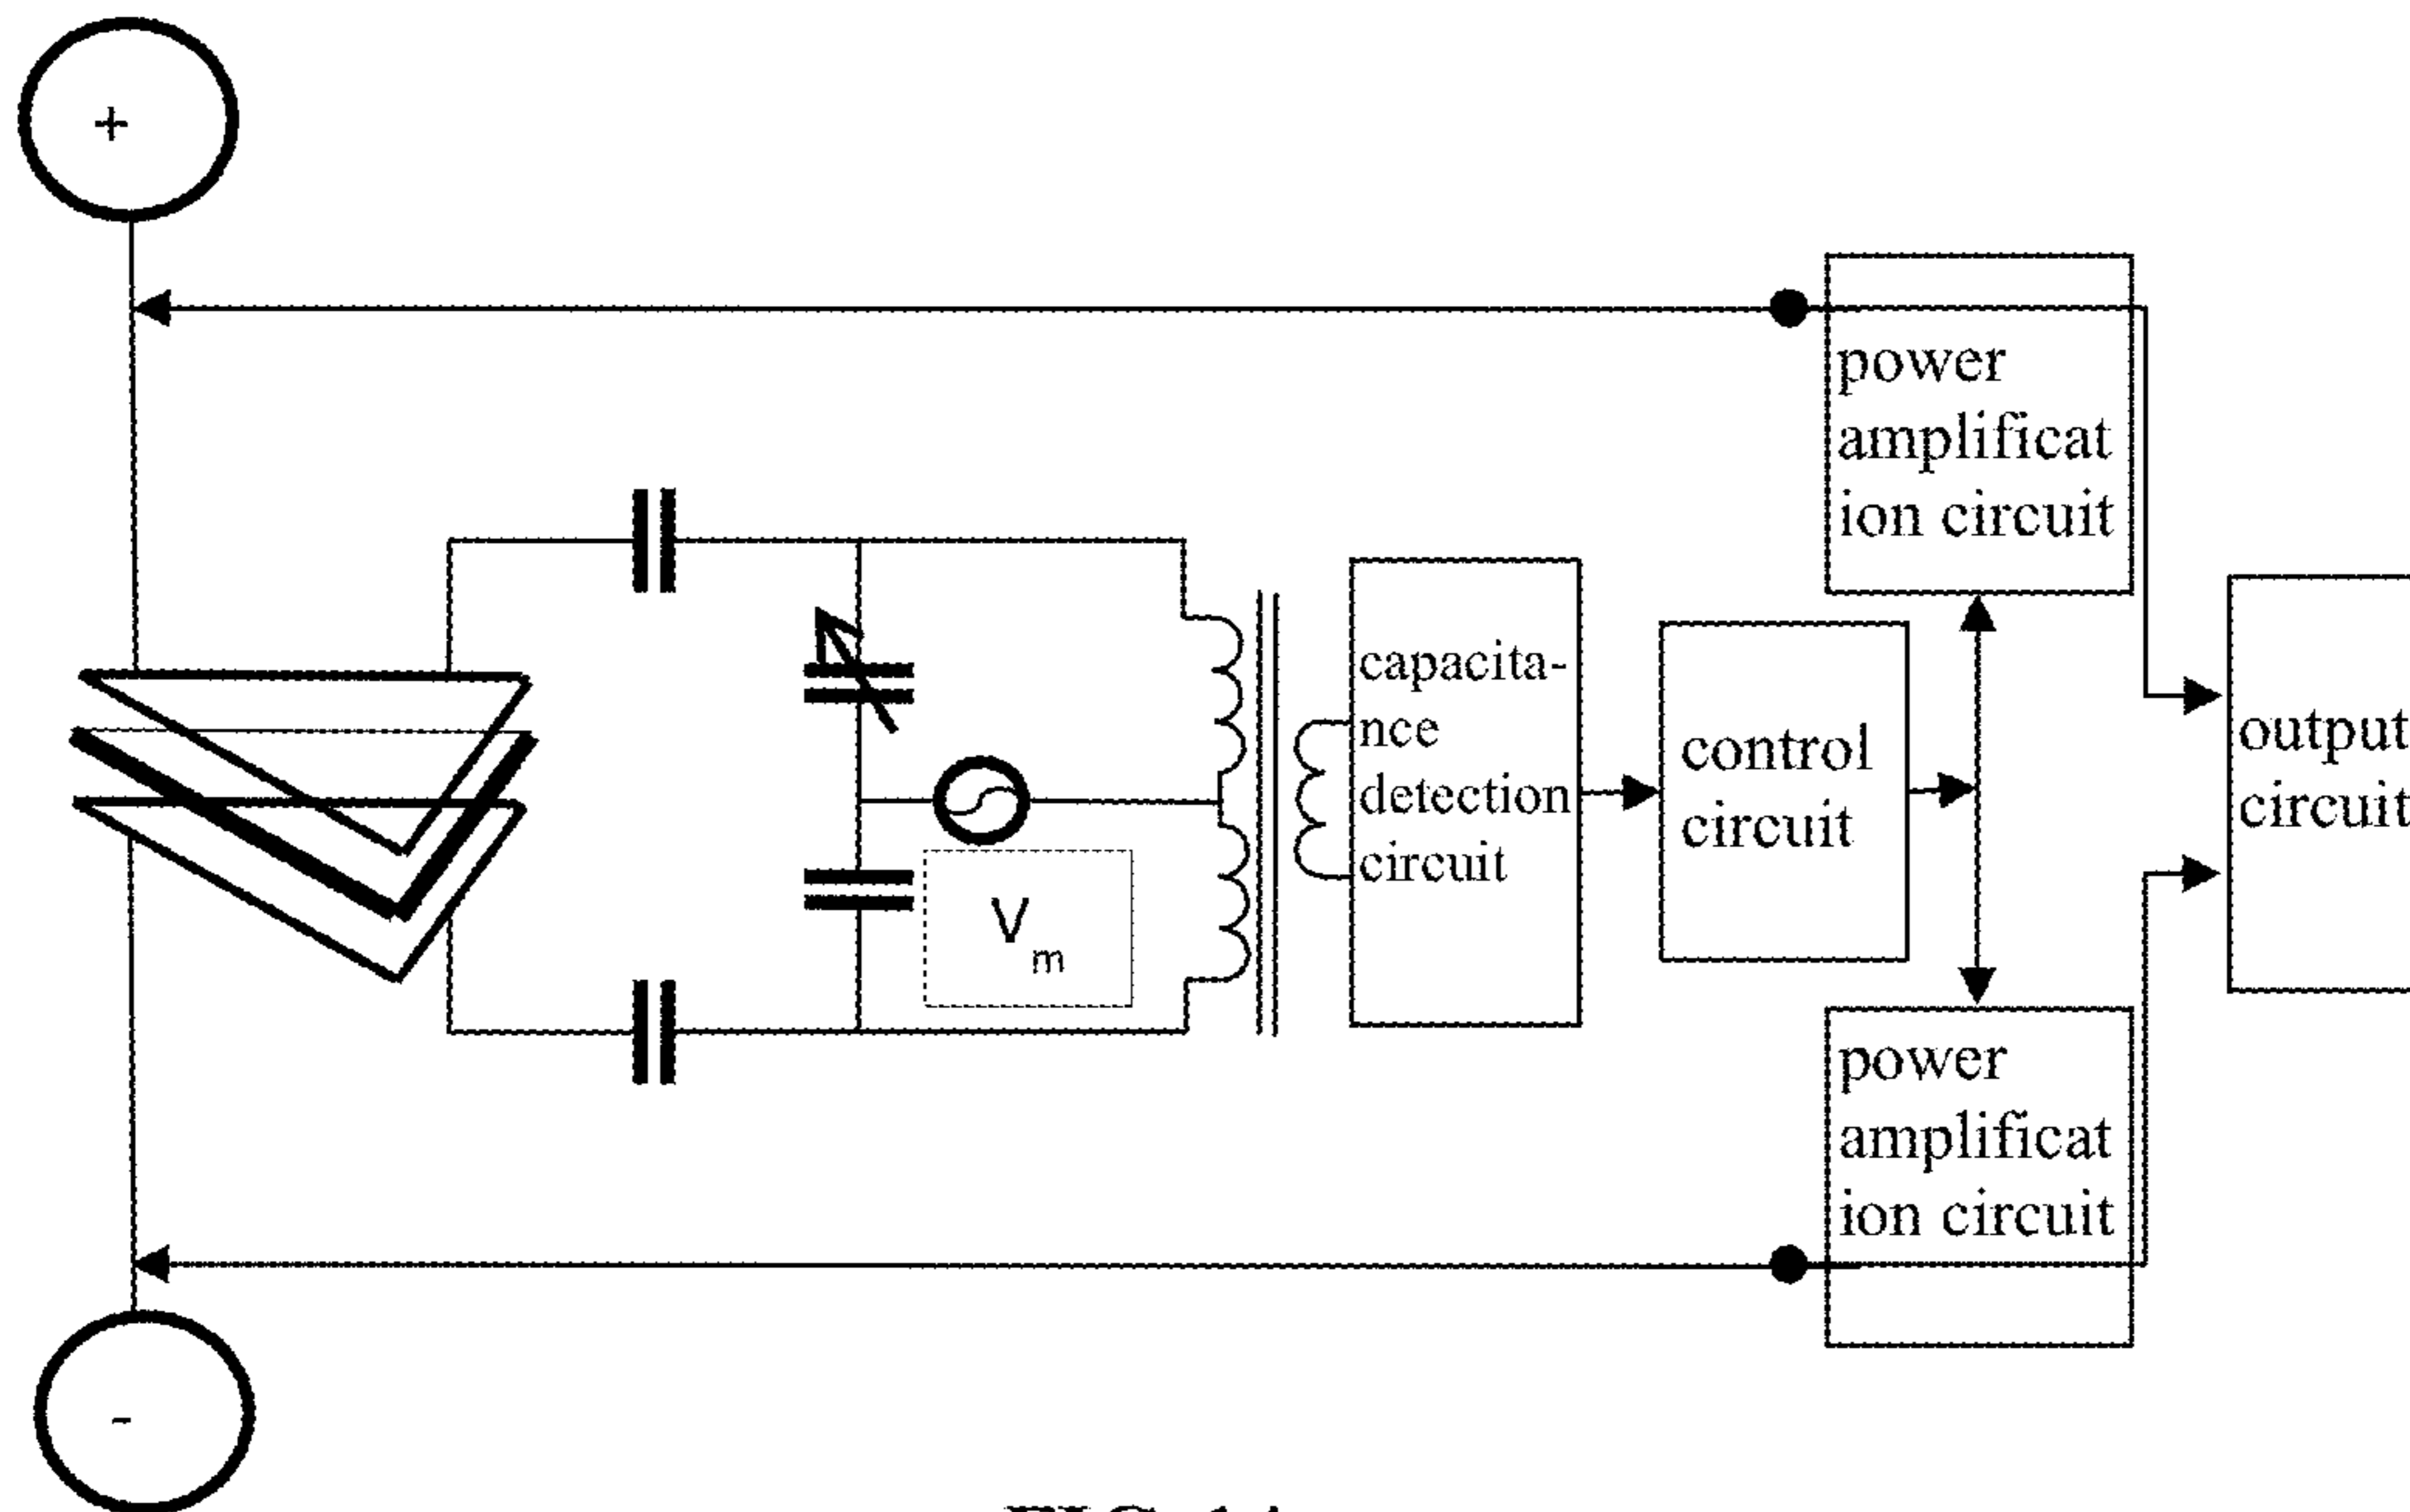 +
power
amplificat
ion circuit
capacita-
nce
detection
circuit
control
circuit
output
circuit
V
m
power
amplificat
ion circuit
-